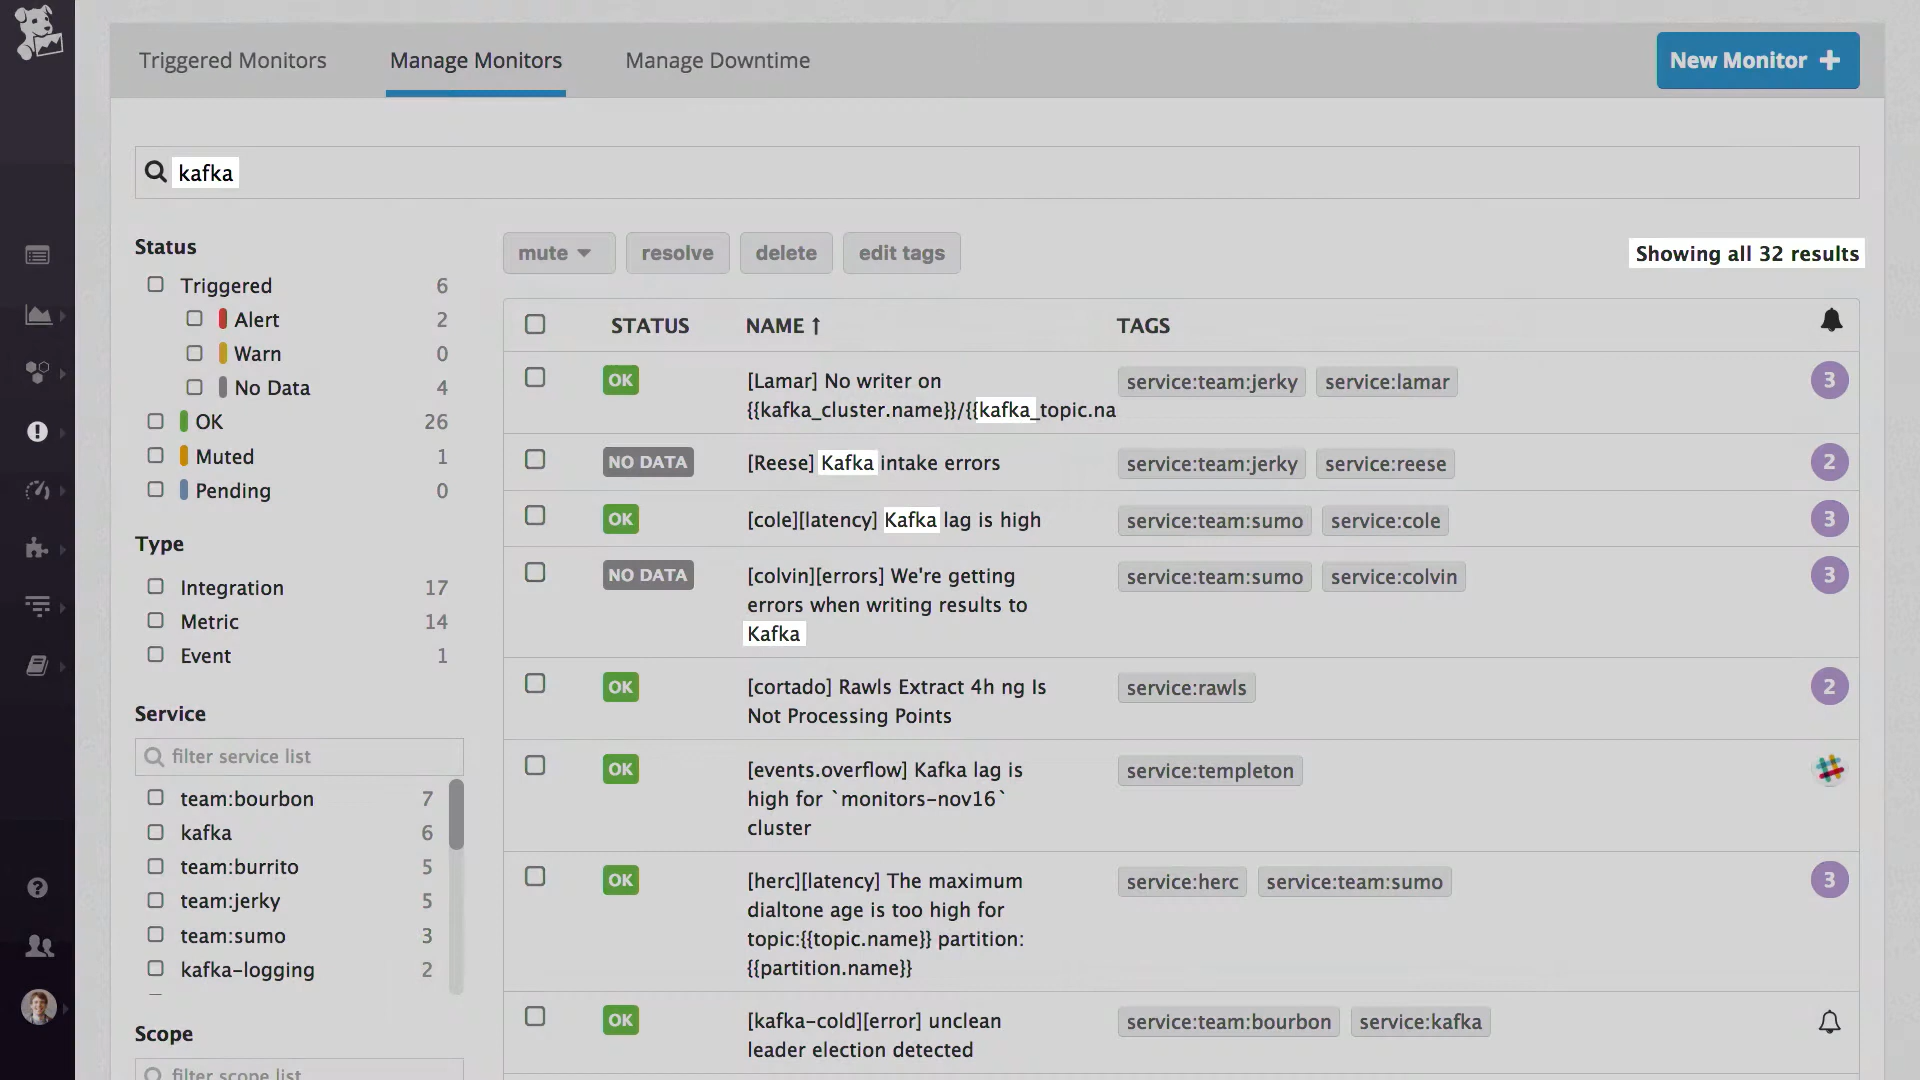 Triggered Monitors
Manage Monitors
Manage Downtime
New Monitor +
kafka
Status
Triggered 6
Alert 2
Warn 0
No Data 4
OK 26
Muted 1
Pending 0
Type
Integration 17
Metric 14
Event 1
Service
filter service list
team:bourbon 7
kafka 6
team:burrito 5
team:jerky 5
team:sumo 3
kafka-logging 2
Scope
filter scope list
mute
resolve
delete
edit tags
Showing all 32 results
STATUS NAME ↑ TAGS
OK [Lamar] No writer on service:team:jerky service:lamar 3
{{kafka_cluster.name}}/{{kafka_topic.na
NO DATA [Reese] Kafka intake errors service:team:jerky service:reese 2
OK [cole][latency] Kafka lag is high service:team:sumo service:cole 3
NO DATA [colvin][errors] We're getting service:team:sumo service:colvin 3
errors when writing results to
Kafka
OK [cortado] Rawls Extract 4h ng Is service:rawls 2
Not Processing Points
OK [events.overflow] Kafka lag is service:templeton
high for `monitors-nov16`
cluster
OK [herc][latency] The maximum service:herc service:team:sumo 3
dialtone age is too high for
topic:{{topic.name}} partition:
{{partition.name}}
OK [kafka-cold][error] unclean service:team:bourbon service:kafka
leader election detected